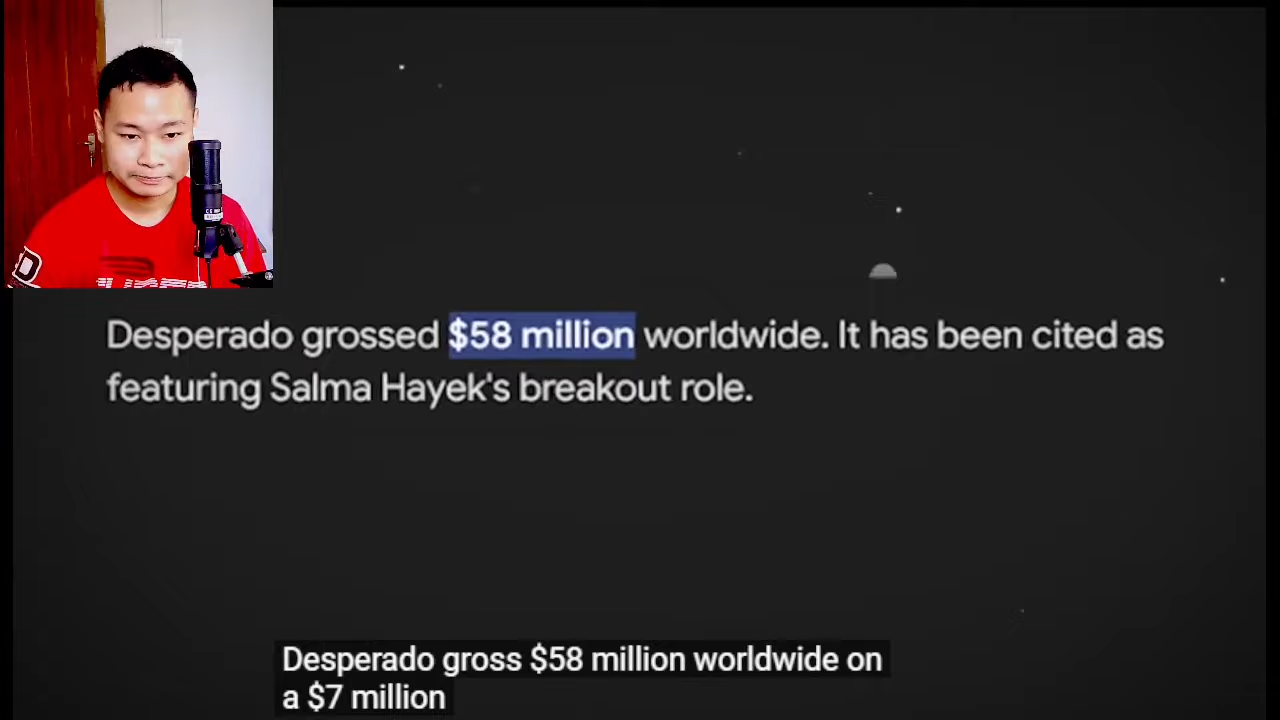 Desperado grossed $58 million worldwide. It has been cited as
featuring Salma Hayek's breakout role.
Desperado gross $58 million worldwide on
a $7 million